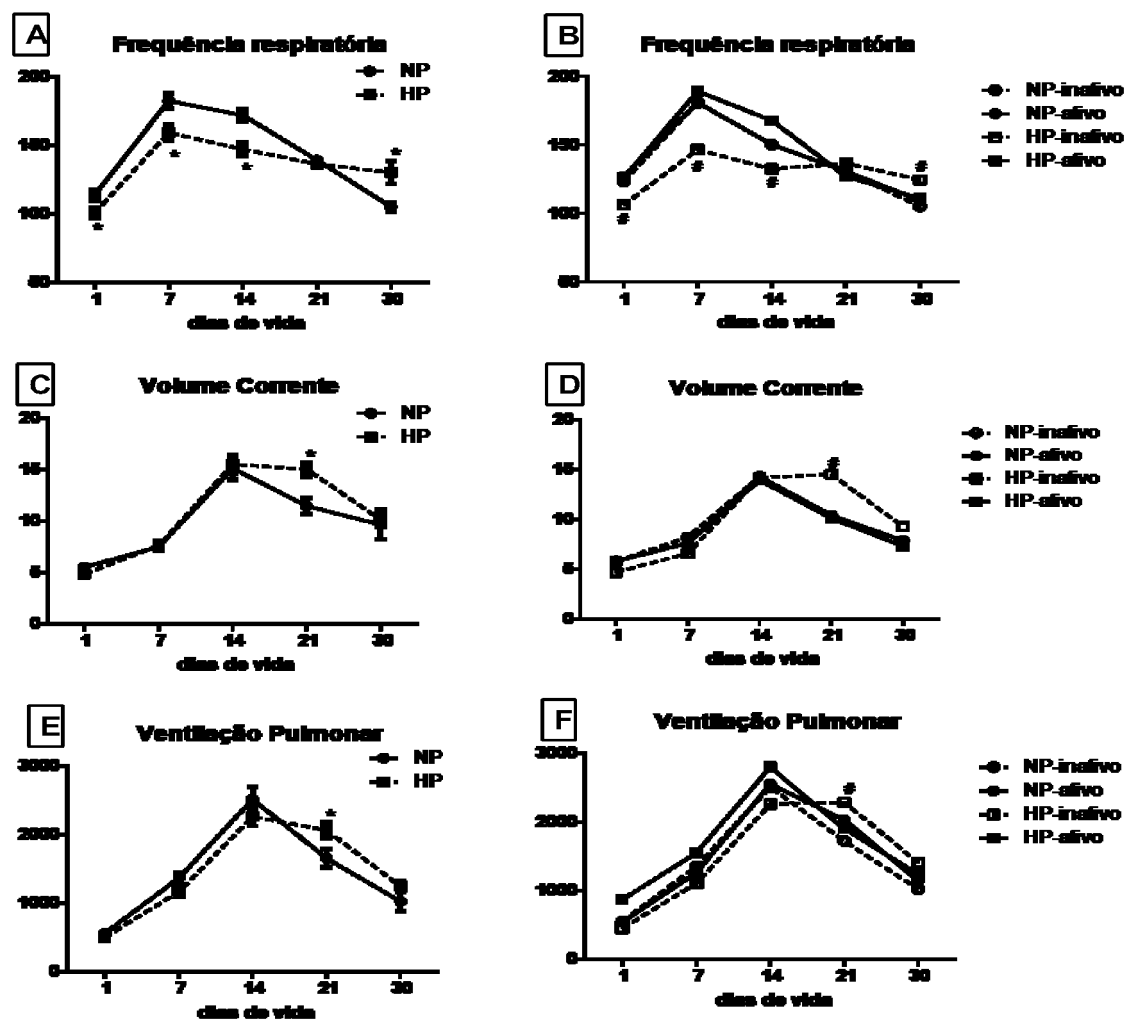 A
Frequência respiratória
NP
HP
200
150
100
50
*
*
*
*
1 7 14 21 30
dias de vida
B
Frequência respiratória
NP-inativo
NP-ativo
HP-inativo
HP-ativo
200
150
100
50
#
#
#
#
1 7 14 21 30
dias de vida
C
Volume Corrente
NP
HP
20
15
10
5
0
*
1 7 14 21 30
dias de vida
D
Volume Corrente
NP-inativo
NP-ativo
HP-inativo
HP-ativo
20
15
10
5
0
#
1 7 14 21 30
dias de vida
E
Ventilação Pulmonar
NP
HP
3000
2000
1000
0
*
1 7 14 21 30
dias de vida
F
Ventilação Pulmonar
NP-inativo
NP-ativo
HP-inativo
HP-ativo
3000
2000
1000
0
#
1 7 14 21 30
dias de vida